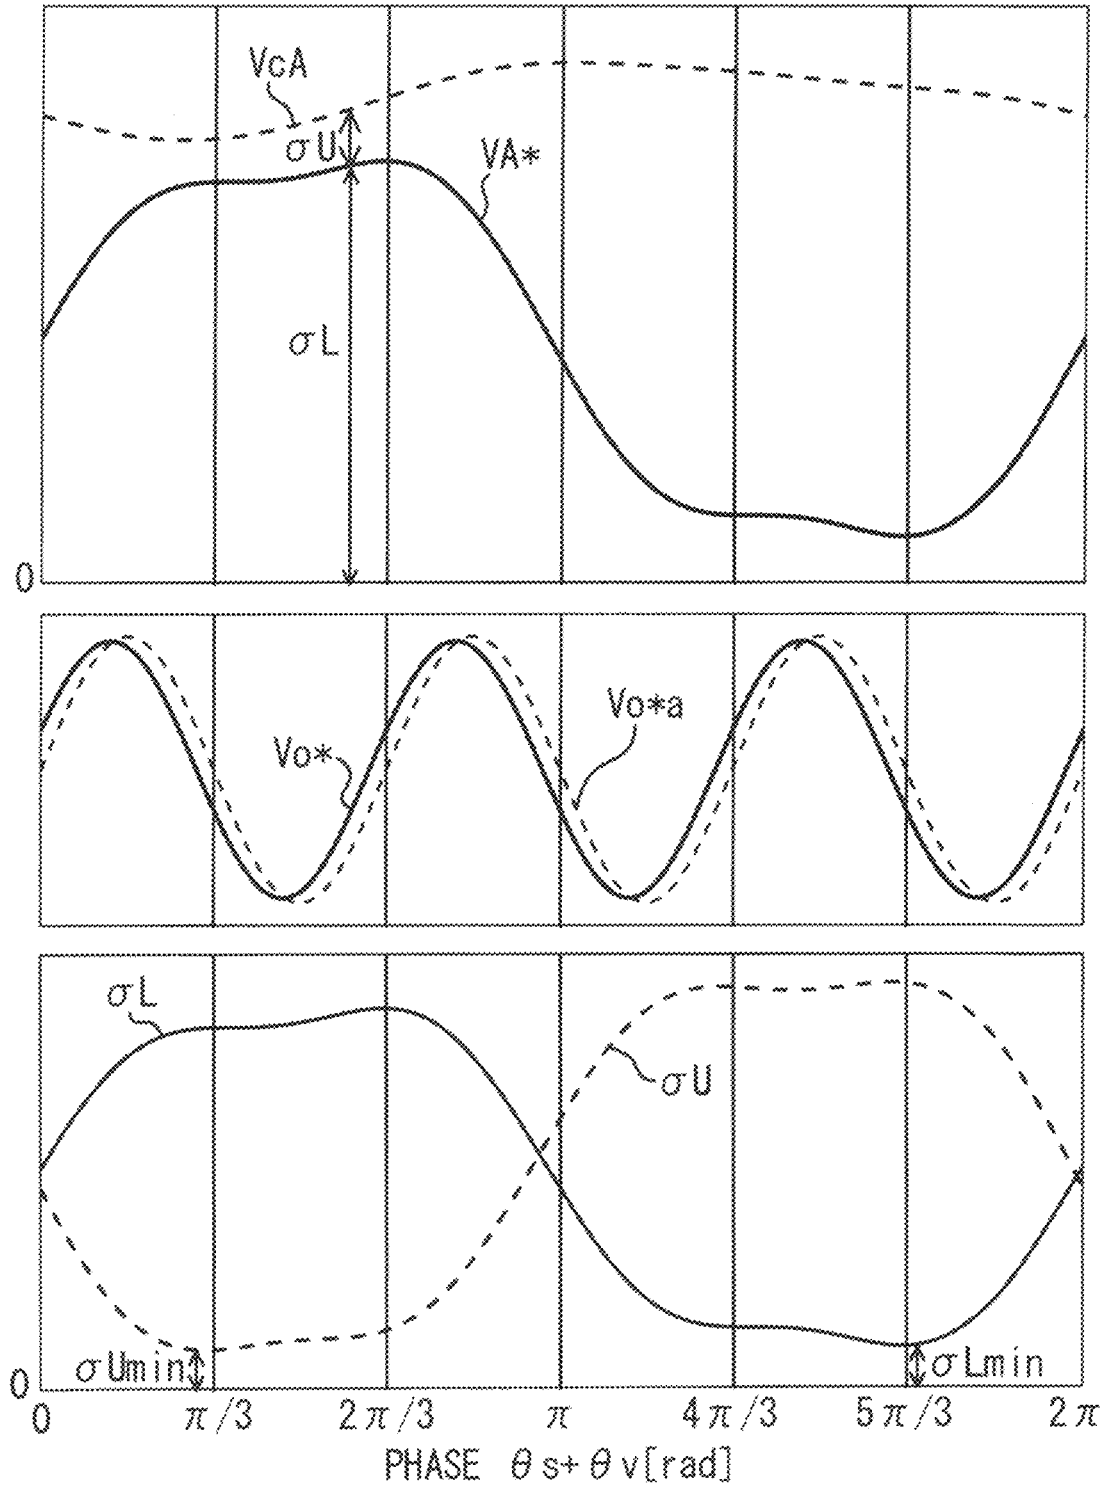 VcA
σU
VA*
σL
0
Vo*a
Vo*
σL
σU
σUmin
σLmin
0
0 π/3 2π/3 π 4π/3 5π/3 2π
PHASE θs+θv[rad]